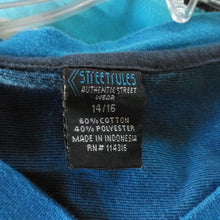 STREETRULES
AUTHENTIC STREET
WEAR
14/16
60% COTTON
40% POLYESTER
MADE IN INDONESIA
RN# 114316